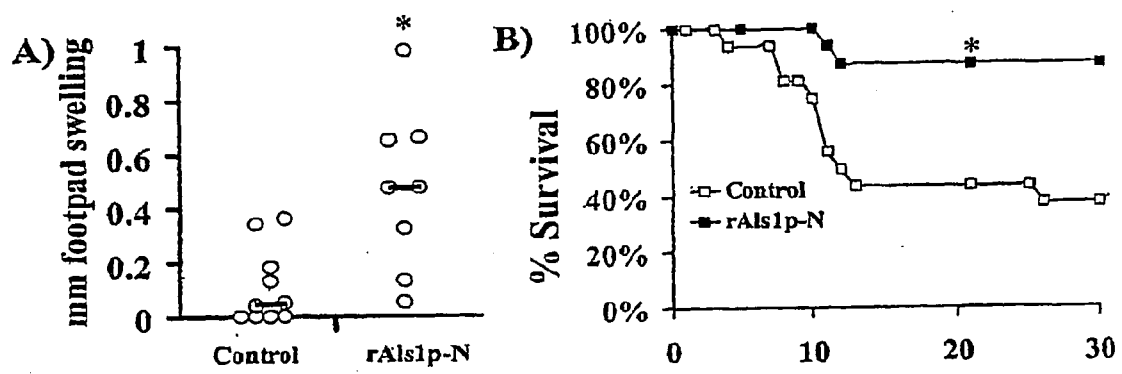 A)
*
mm footpad swelling
1
0.8
0.6
0.4
0.2
0
Control
rAls1p-N
B)
*
% Survival
100%
80%
60%
40%
20%
0%
Control
rAls1p-N
0
10
20
30